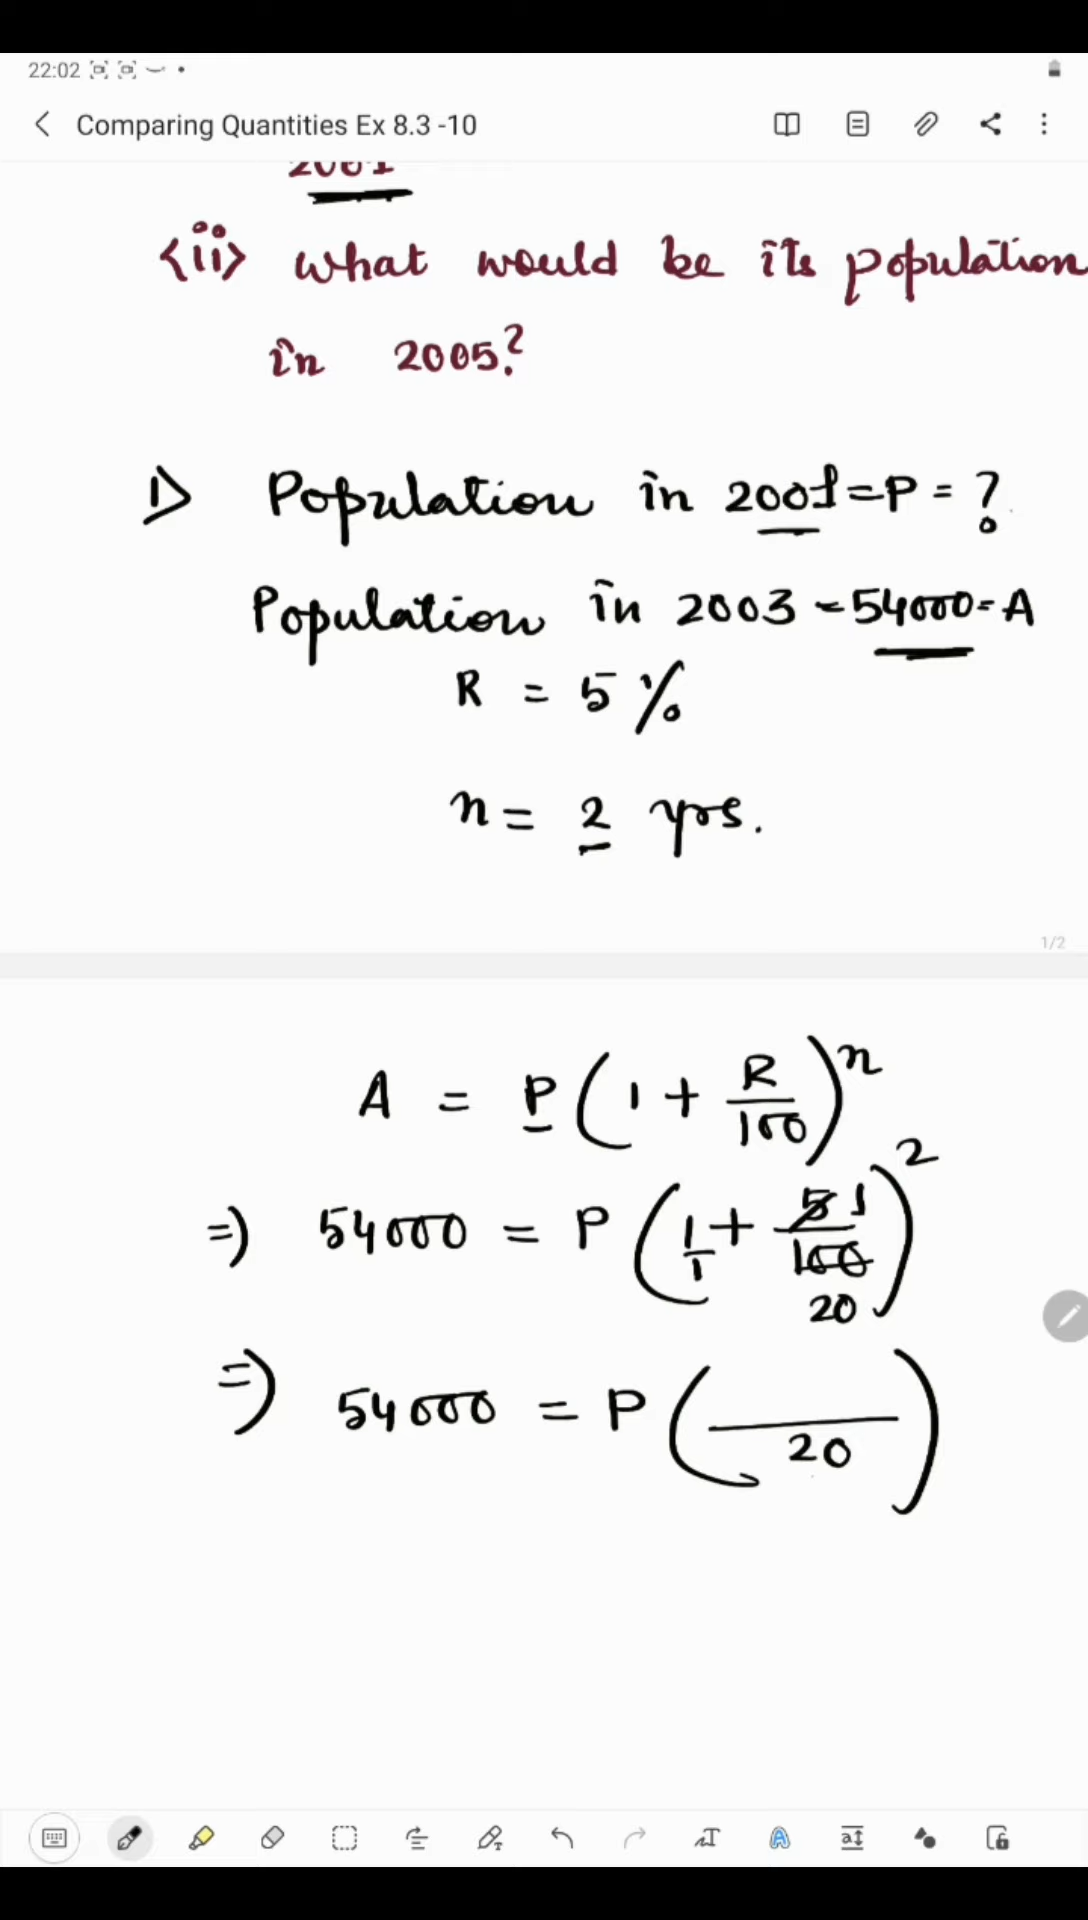 22:02
Comparing Quantities Ex 8.3 -10
2001
<ii> what would be its population
in 2005?
Population in 2001 = P = ?
Population in 2003 = 54000 = A
R = 5 %
n = 2 yrs.
1/2
A = P ( 1 + R/100 )^n
=) 54000 = P ( 1/1 + 5 1/100 20 )^2
=) 54000 = P ( /20 )